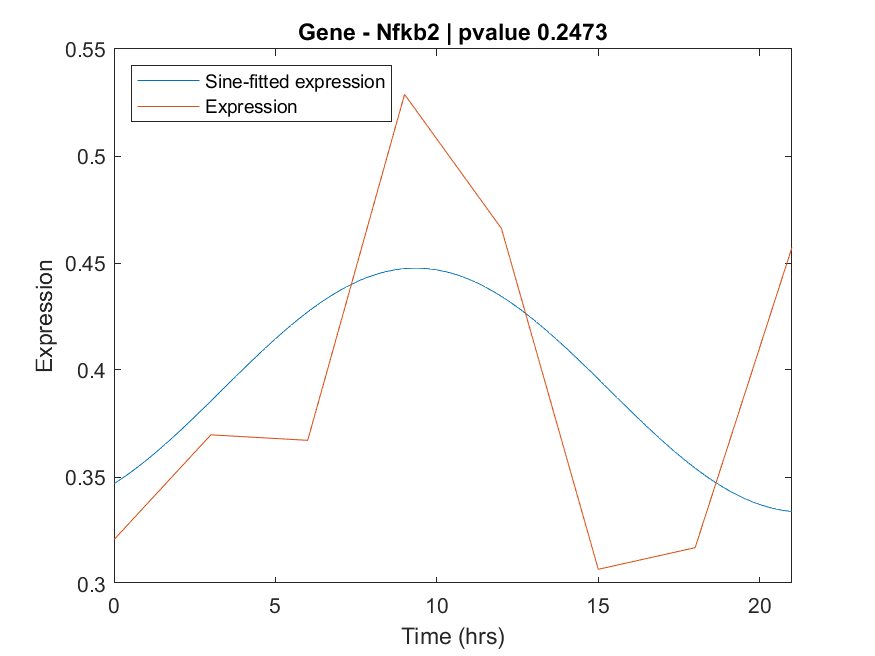 Gene - Nfkb2 | pvalue 0.2473
0.55
Sine-fitted expression
Expression
0.5
0.45
Expression
0.4
0.35
0.3
0
5
10
15
20
Time (hrs)